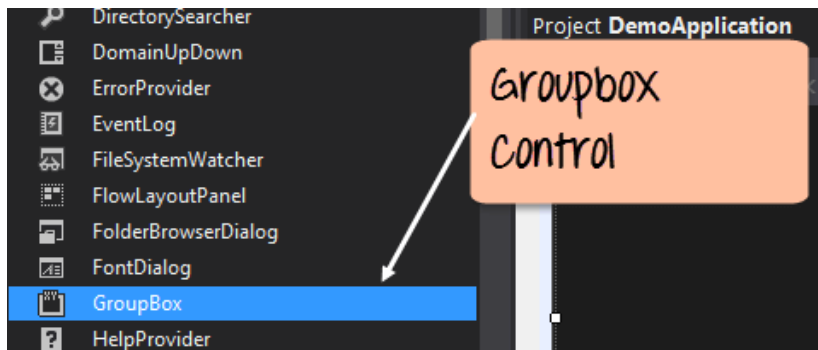 DirectorySearcher
Project DemoApplication
DomainUpDown
ErrorProvider
EventLog
FileSystemWatcher
FlowLayoutPanel
FolderBrowserDialog
FontDialog
GroupBox
HelpProvider
Groupbox
Control